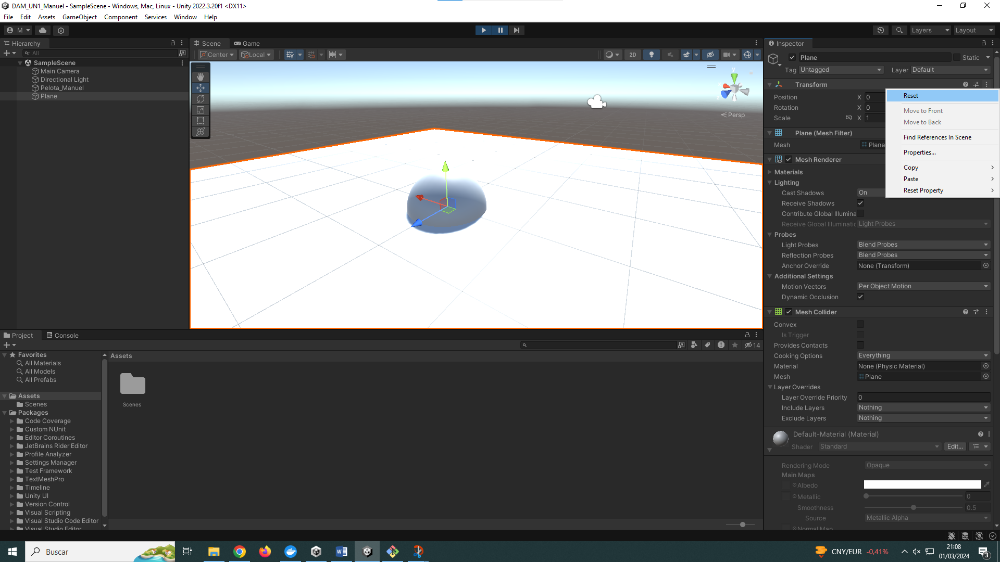 DAM_UN1_Manuel - SampleScene - Windows, Mac, Linux - Unity 2022.3.20f1 <DX11>
File Edit Assets GameObject Component Services Window Help
M
Layers
Layout
Hierarchy
All
SampleScene
Main Camera
Directional Light
Pelota_Manuel
Plane
Scene
Game
Center
Local
2D
y
x
z
Persp
Inspector
Plane
Static
Tag Untagged
Layer Default
Transform
Position X 0
Rotation X 0
Scale X 1
Reset
Move to Front
Move to Back
Find References In Scene
Properties...
Copy
Paste
Reset Property
Plane (Mesh Filter)
Mesh Plane
Mesh Renderer
Materials
Lighting
Cast Shadows On
Receive Shadows
Contribute Global Illumina
Receive Global Illuminatic Light Probes
Probes
Light Probes Blend Probes
Reflection Probes Blend Probes
Anchor Override None (Transform)
Additional Settings
Motion Vectors Per Object Motion
Dynamic Occlusion
Mesh Collider
Convex
Is Trigger
Provides Contacts
Cooking Options Everything
Material None (Physic Material)
Mesh Plane
Layer Overrides
Layer Override Priority 0
Include Layers Nothing
Exclude Layers Nothing
Default-Material (Material)
Shader Standard Edit...
Rendering Mode Opaque
Main Maps
Albedo
Metallic 0
Smoothness 0.5
Source Metallic Alpha
Normal Map
Project
Console
14
Favorites
All Materials
All Models
All Prefabs
Assets
Scenes
Packages
Code Coverage
Custom NUnit
Editor Coroutines
JetBrains Rider Editor
Profile Analyzer
Settings Manager
Test Framework
TextMeshPro
Timeline
Unity UI
Version Control
Visual Scripting
Visual Studio Code Editor
Visual Studio Editor
Assets
Scenes
Buscar
CNY/EUR -0,41%
21:08
01/03/2024
3